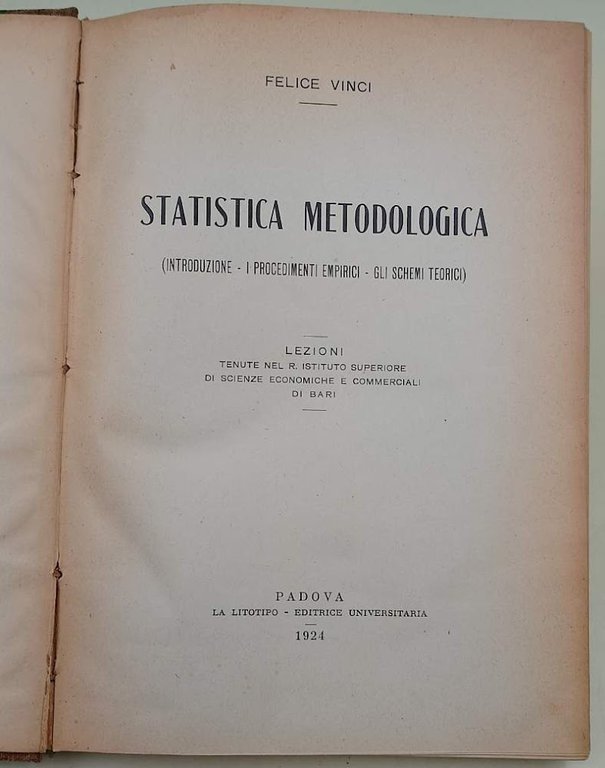 FELICE VINCI
STATISTICA METODOLOGICA
(INTRODUZIONE - I PROCEDIMENTI EMPIRICI - GLI SCHEMI TEORICI)
LEZIONI
TENUTE NEL R. ISTITUTO SUPERIORE
DI SCIENZE ECONOMICHE E COMMERCIALI
DI BARI
PADOVA
LA LITOTIPO - EDITRICE UNIVERSITARIA
1924